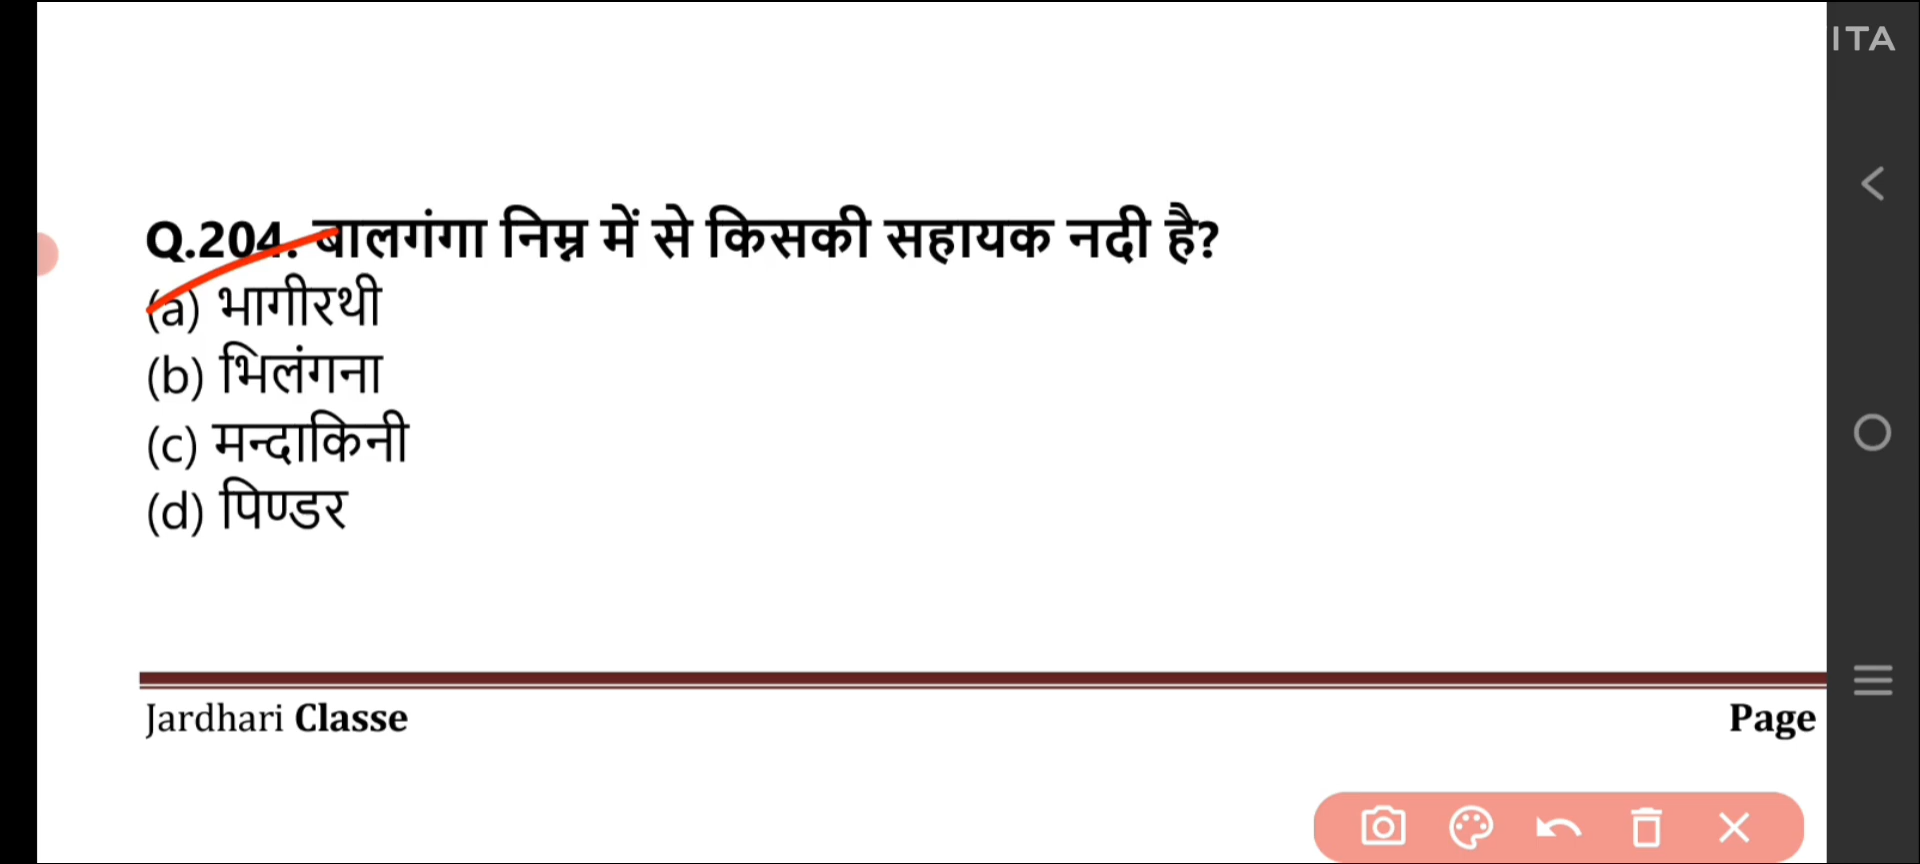 ITA
Q.204. बालगंगा निम्न में से किसकी सहायक नदी है?
(a) भागीरथी
(b) भिलंगना
(c) मन्दाकिनी
(d) पिण्डर
Jardhari Classe
Page